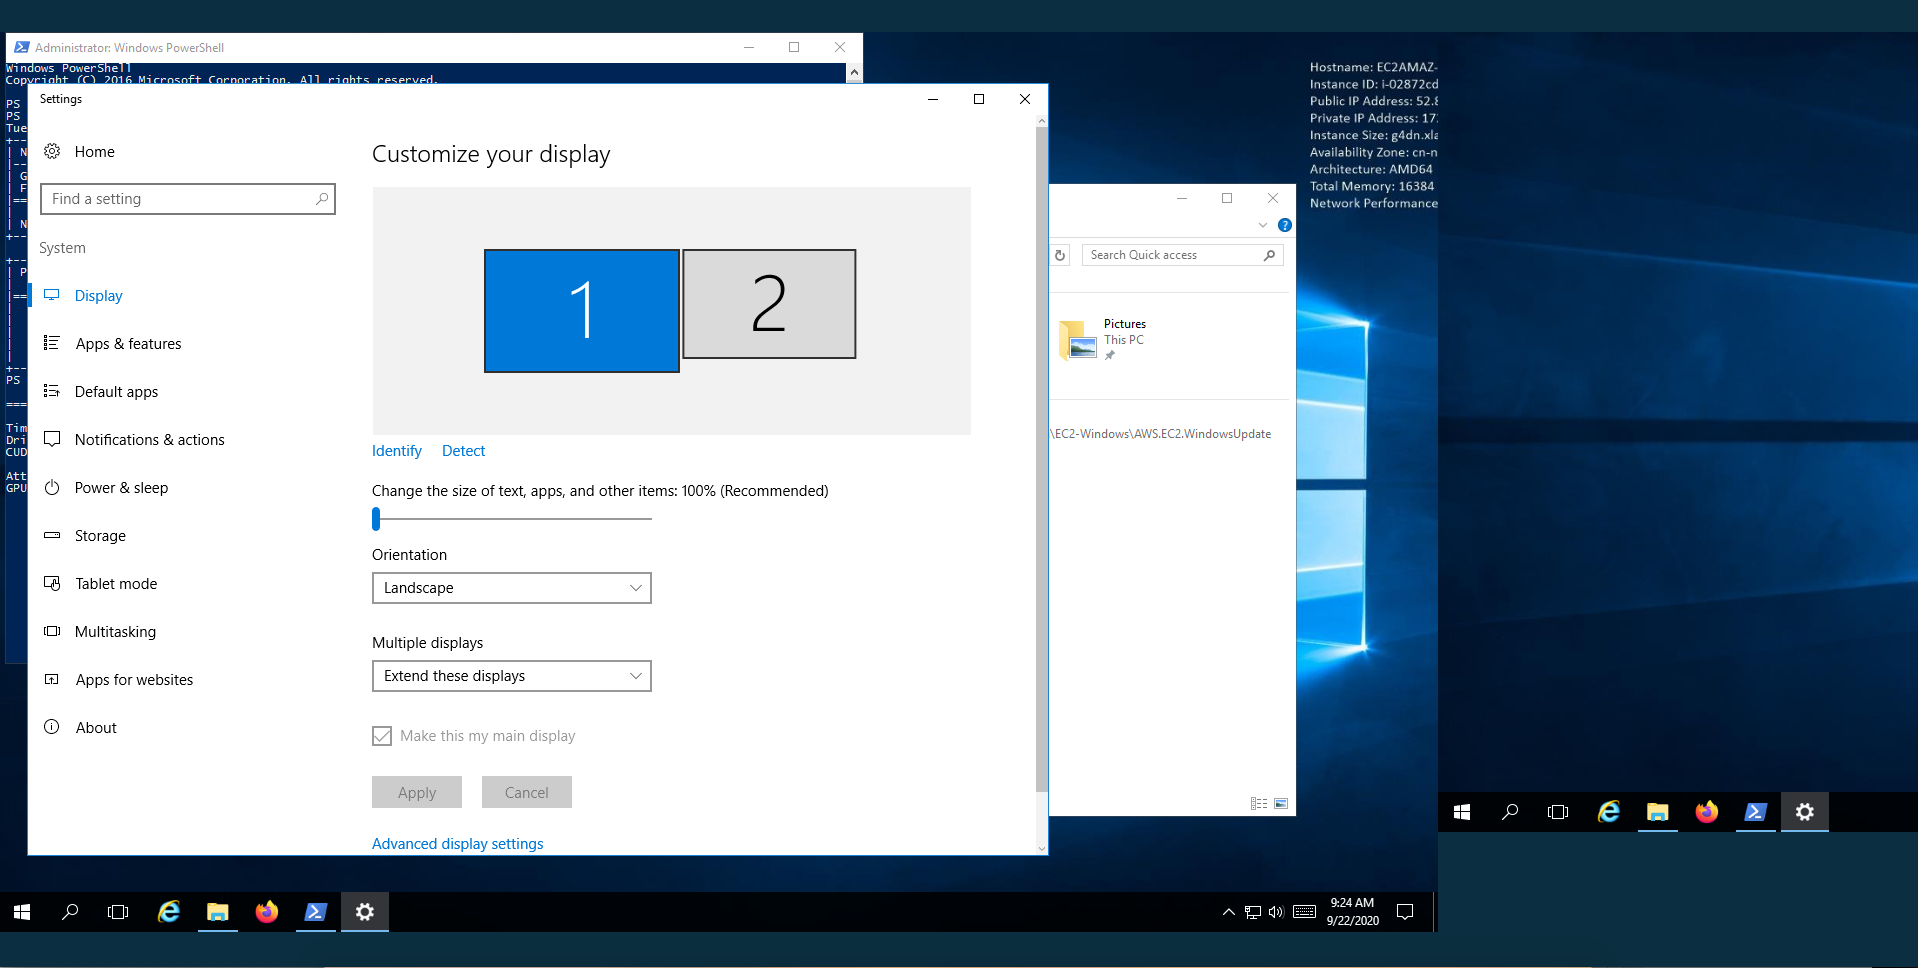 Administrator: Windows PowerShell
Windows PowerShell
Copyright (C) 2016 Microsoft Corporation. All rights reserved.
PS
PS
Tue
+--
| N
|--
| G
| F
|==
|
| N
+--
+--
| P
|
|==
|
|
|
|
|
+--
PS
===
Tim
Dri
CUD
Att
GPU
Settings
Home
Find a setting
System
Display
Apps & features
Default apps
Notifications & actions
Power & sleep
Storage
Tablet mode
Multitasking
Apps for websites
About
Customize your display
1
2
Identify
Detect
Change the size of text, apps, and other items: 100% (Recommended)
Orientation
Landscape
Multiple displays
Extend these displays
Make this my main display
Apply
Cancel
Advanced display settings
?
Search Quick access
Pictures
This PC
\EC2-Windows\AWS.EC2.WindowsUpdate
Hostname: EC2AMAZ-
Instance ID: i-02872cd
Public IP Address: 52.8
Private IP Address: 17
Instance Size: g4dn.xla
Availability Zone: cn-n
Architecture: AMD64
Total Memory: 16384
Network Performance
9:24 AM
9/22/2020